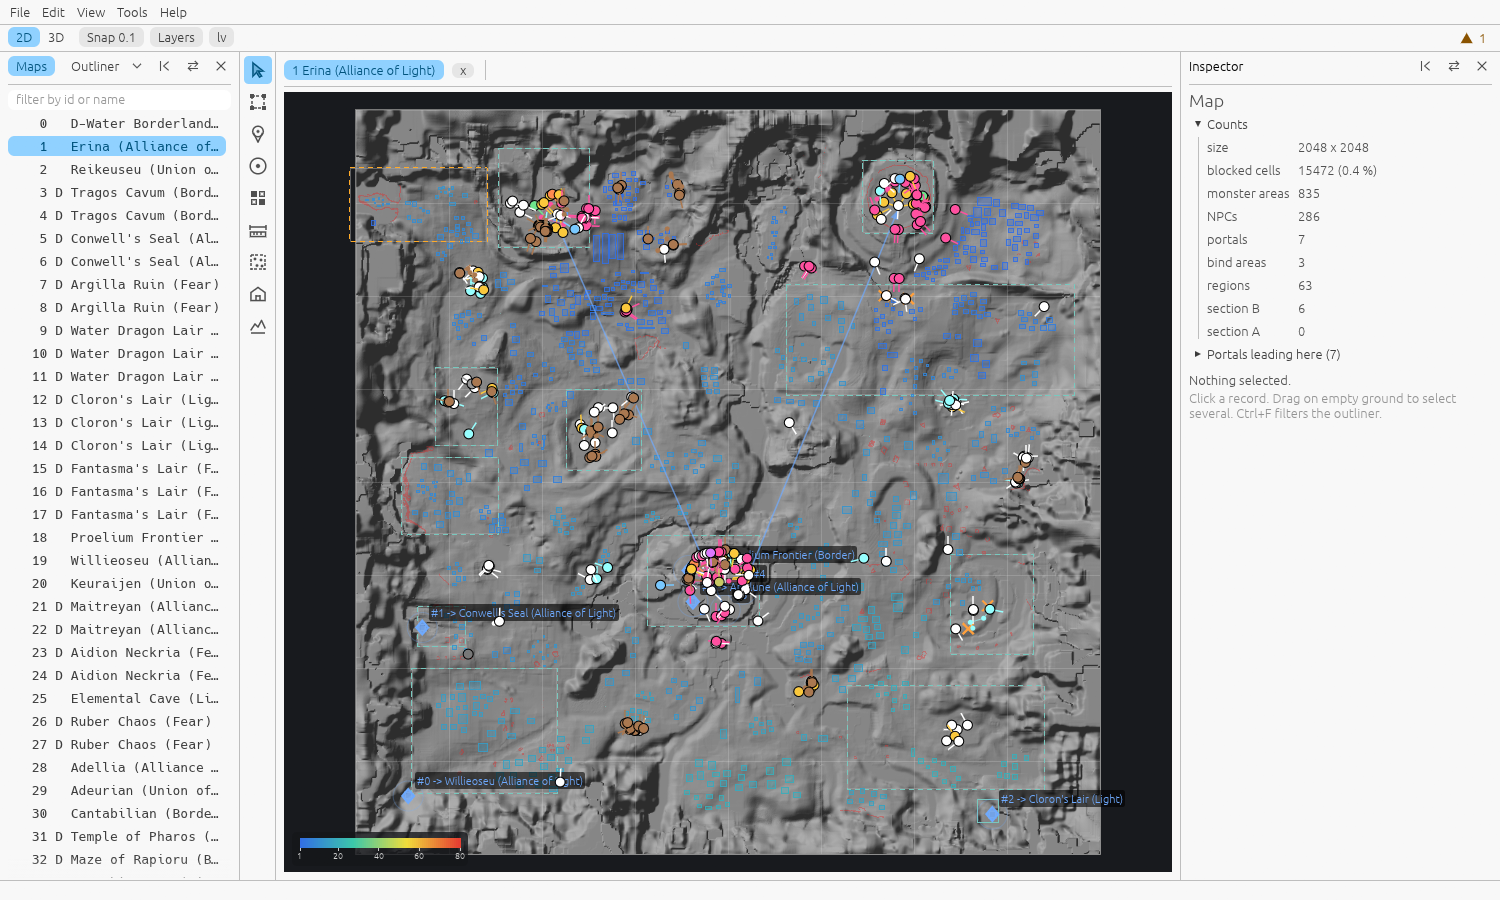 File Edit View Tools Help
2D 3D Snap 0.1 Layers lv 1
Maps Outliner
1 Erina (Alliance of Light) x
Inspector
filter by id or name
0 D-Water Borderland…
1 Erina (Alliance of…
2 Reikeuseu (Union o…
3 D Tragos Cavum (Bord…
4 D Tragos Cavum (Bord…
5 D Conwell's Seal (Al…
6 D Conwell's Seal (Al…
7 D Argilla Ruin (Fear)
8 D Argilla Ruin (Fear)
9 D Water Dragon Lair …
10 D Water Dragon Lair …
11 D Water Dragon Lair …
12 D Cloron's Lair (Lig…
13 D Cloron's Lair (Lig…
14 D Cloron's Lair (Lig…
15 D Fantasma's Lair (F…
16 D Fantasma's Lair (F…
17 D Fantasma's Lair (F…
18 Proelium Frontier …
19 Willieoseu (Allian…
20 Keuraijen (Union o…
21 D Maitreyan (Allianc…
22 D Maitreyan (Allianc…
23 D Aidion Neckria (Fe…
24 D Aidion Neckria (Fe…
25 Elemental Cave (Li…
26 D Ruber Chaos (Fear)
27 D Ruber Chaos (Fear)
28 Adellia (Alliance …
29 Adeurian (Union of…
30 Cantabilian (Borde…
31 D Temple of Pharos (…
32 D Maze of Rapioru (B…
Frontier (Border)
(Alliance of Light)
#1 -> Conwell's Seal (Alliance of Light)
#0 -> Willieoseu (Alliance of Light)
#2 -> Cloron's Lair (Light)
1 20 40 60 80
Map
Counts
size 2048 x 2048
blocked cells 15472 (0.4 %)
monster areas 835
NPCs 286
portals 7
bind areas 3
regions 63
section B 6
section A 0
Portals leading here (7)
Nothing selected.
Click a record. Drag on empty ground to select
several. Ctrl+F filters the outliner.